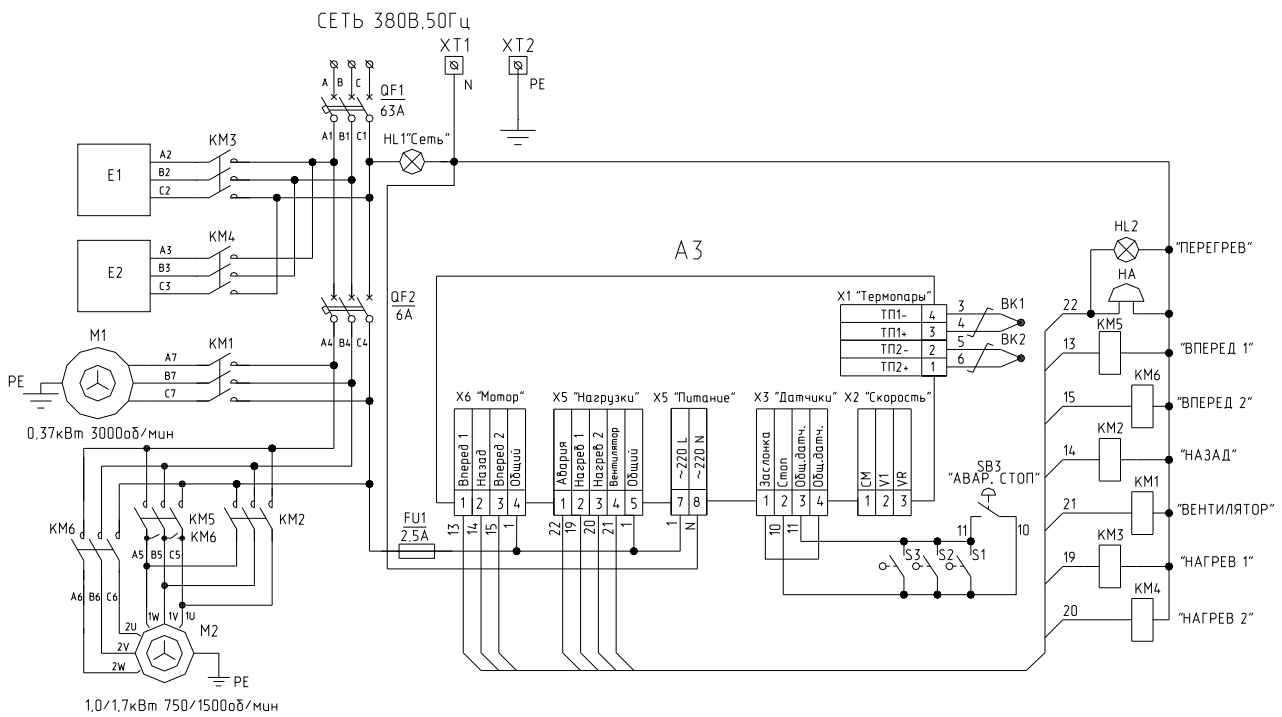 СЕТЬ 380В,50Гц
XT1
XT2
N
PE
A
B
C
QF1
63А
A1
B1
C1
HL1"Сеть"
KM3
E1
A2
B2
C2
KM4
E2
A3
B3
C3
QF2
6А
A4
B4
C4
M1
KM1
A7
B7
C7
PE
0,37кВт 3000об/мин
А3
X1 "Термопары"
ТП1- 4
ТП1+ 3
ТП2- 2
ТП2+ 1
3
4
5
6
BK1
BK2
X6 "Мотор"
Вперед 1
Назад
Вперед 2
Общий
1 2 3 4
13
14
15
1
X5 "Нагрузки"
Авария
Нагрев 1
Нагрев 2
Вентилятор
Общий
1 2 3 4 5
22
19
20
21
1
X5 "Питание"
~220 L
~220 N
7 8
1
N
X3 "Датчики"
Заслонка
Стоп
Общ.датч.
Общ.датч.
1 2 3 4
10
11
X2 "Скорость"
CM
V1
VR
1 2 3
SB3
"АВАР. СТОП"
11
10
S3
S2
S1
FU1
2,5А
HL2
"ПЕРЕГРЕВ"
HA
22
KM5
13
"ВПЕРЕД 1"
KM6
15
"ВПЕРЕД 2"
KM2
14
"НАЗАД"
KM1
21
"ВЕНТИЛЯТОР"
KM3
19
"НАГРЕВ 1"
KM4
20
"НАГРЕВ 2"
KM6
KM5
KM6
KM2
A5
B5
C5
A6
B6
C6
1W
1V
1U
2U
2V
2W
M2
PE
1,0/1,7кВт 750/1500об/мин